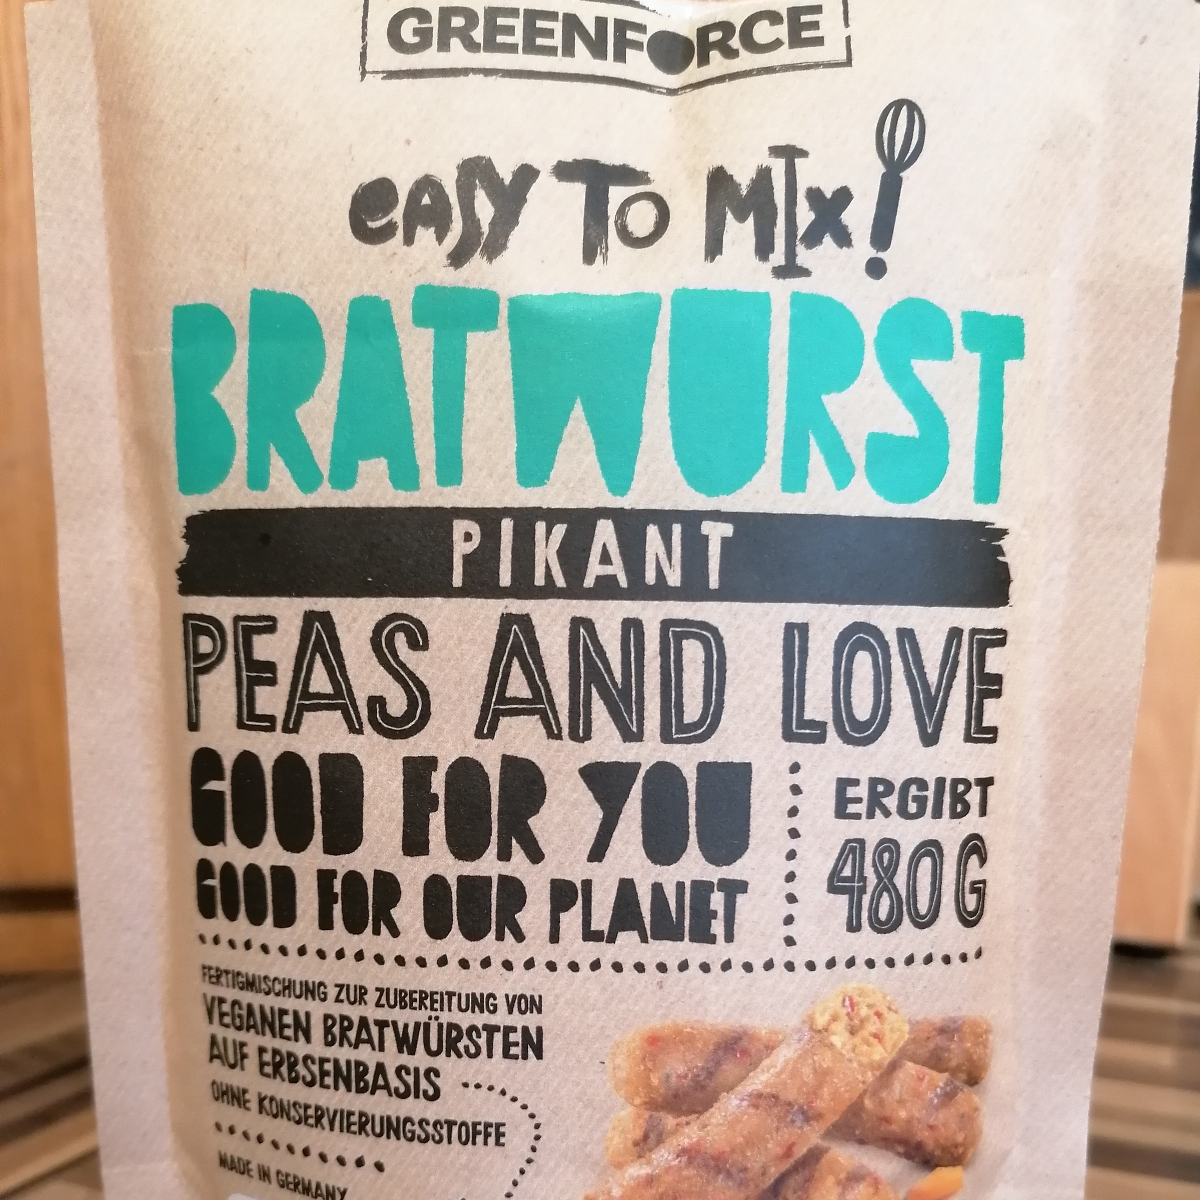 GREENFORCE
easy To MIx!
BRATWURST
PIKANT
PEAS AND LOVE
GOOD FOR YOU
GOOD FOR OUR PLANET
ERGIBT
480 G
FERTIGMISCHUNG ZUR ZUBEREITUNG VON
VEGANEN BRATWÜRSTEN
AUF ERBSENBASIS
OHNE KONSERVIERUNGSSTOFFE
MADE IN GERMANY